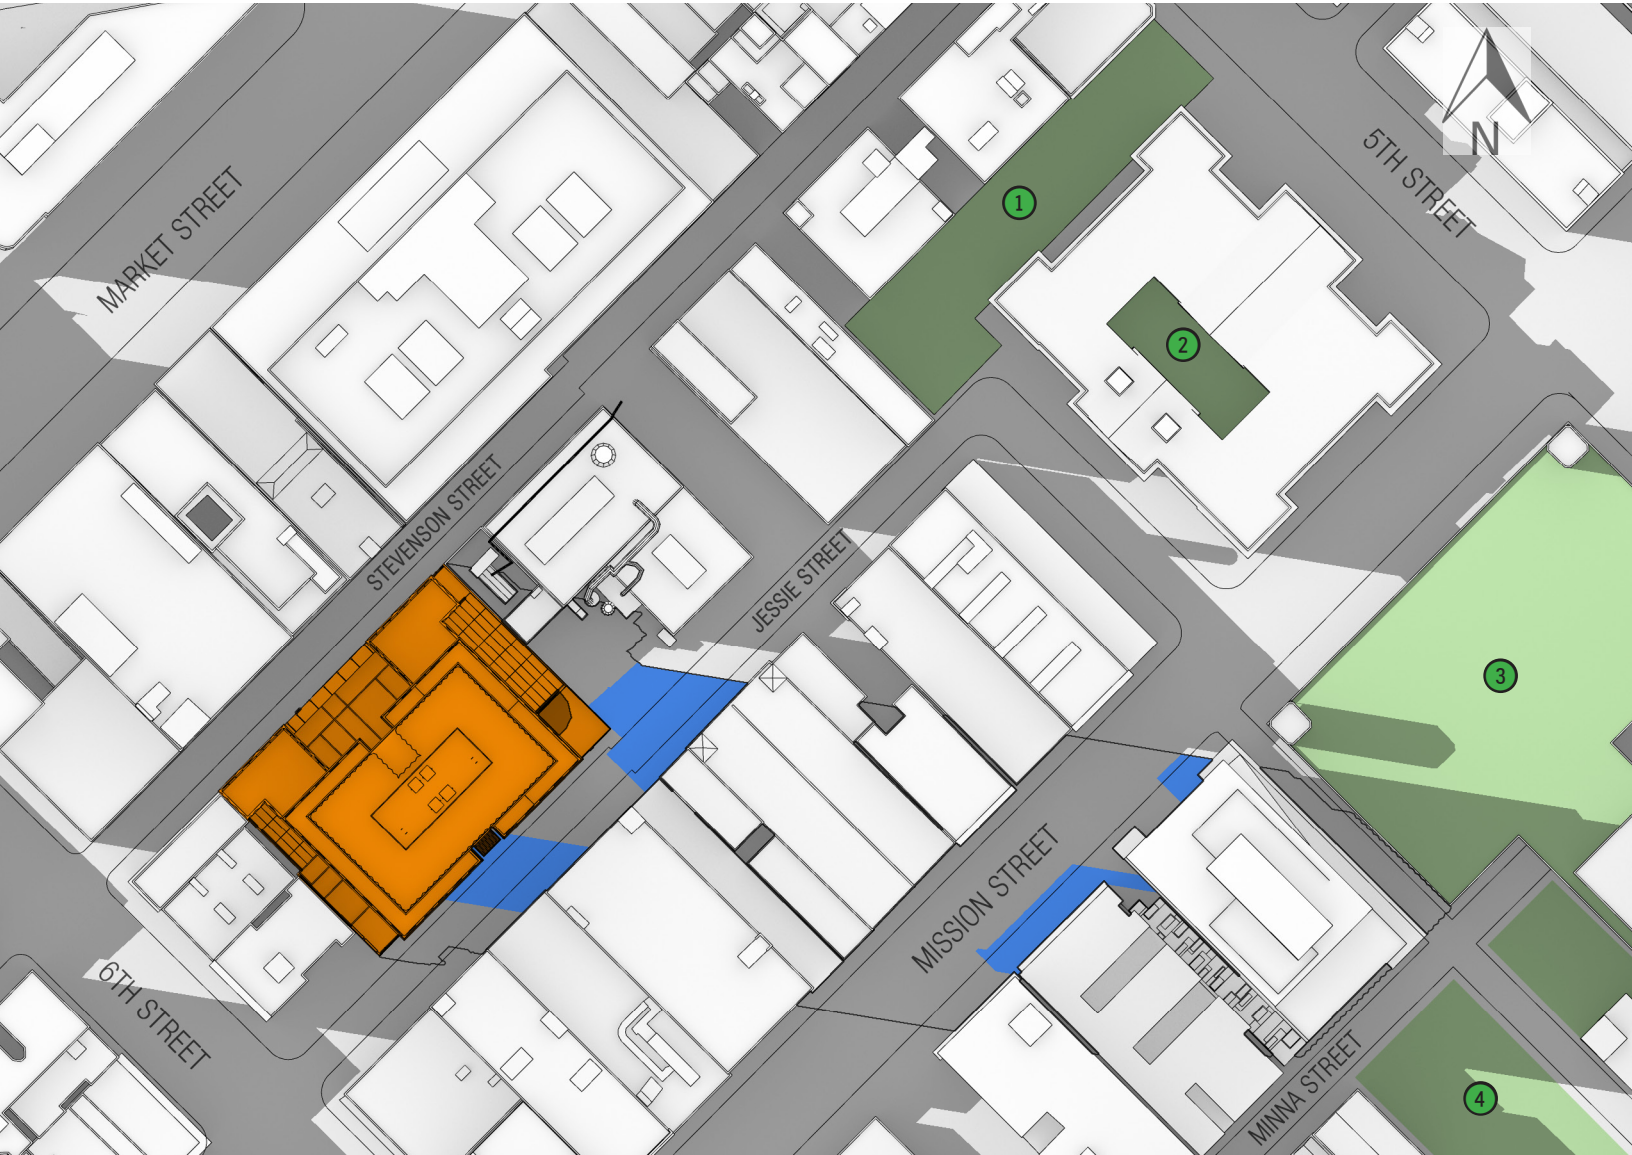 N
5TH STREET
MARKET STREET
1
2
STEVENSON STREET
JESSIE STREET
3
MISSION STREET
6TH STREET
MINNA STREET
4